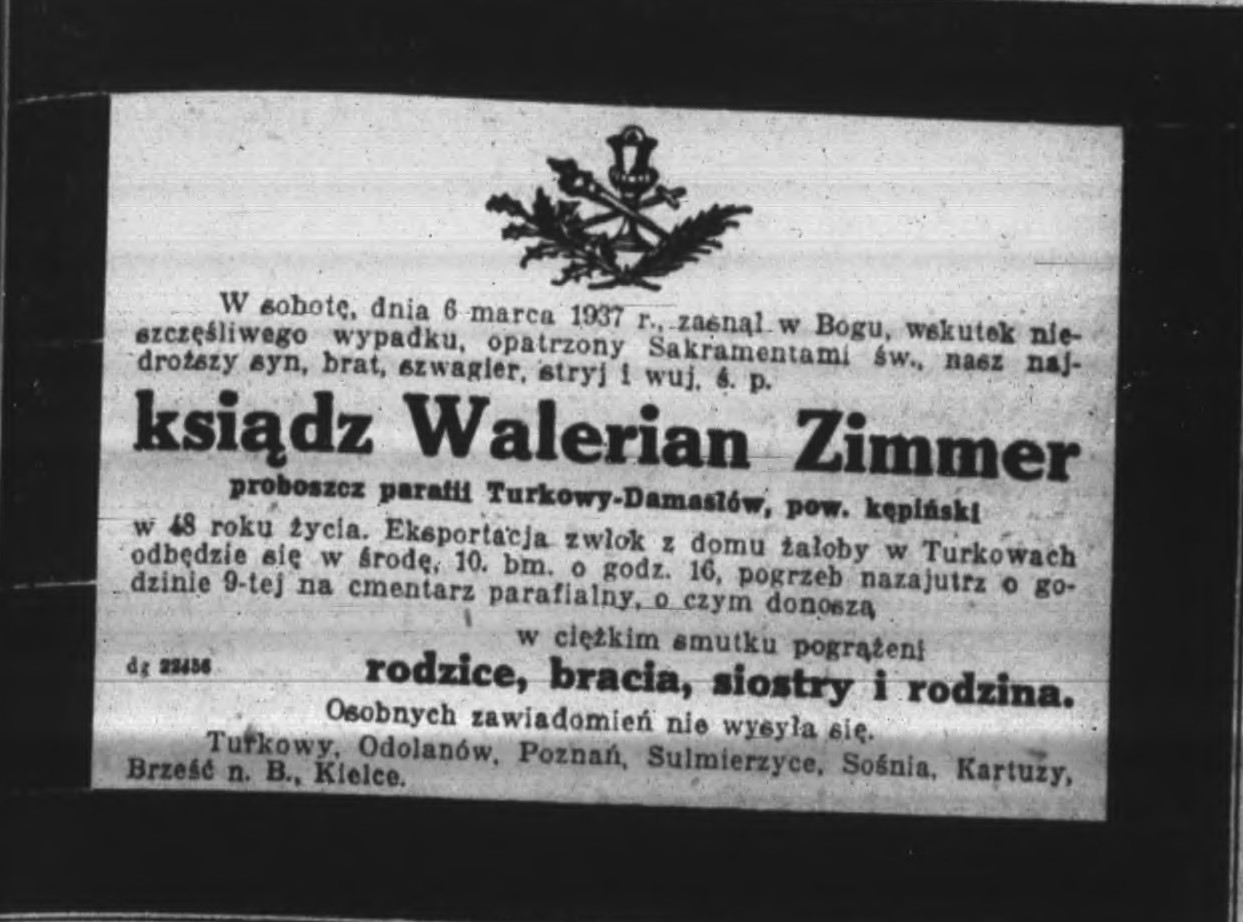 W sobotę, dnia 6 marca 1937 r., zasnął w Bogu, wskutek nie-
szczęśliwego wypadku, opatrzony Sakramentami św., nasz naj-
droższy syn, brat, szwagier, stryj i wuj, ś. p.
ksiądz Walerian Zimmer
proboszcz parafii Turkowy-Damasłów, pow. kępiński
w 48 roku życia. Eksportacja zwłok z domu żałoby w Turkowach
odbędzie się w środę, 10. bm. o godz. 16, pogrzeb nazajutrz o go-
dzinie 9-tej na cmentarz parafialny, o czym donoszą
w ciężkim smutku pogrążeni
dg
rodzice, bracia, siostry i rodzina.
Osobnych zawiadomień nie wysyła się.
Turkowy, Odolanów, Poznań, Sulmierzyce, Sośnia, Kartuzy,
Brześć n. B., Kielce.